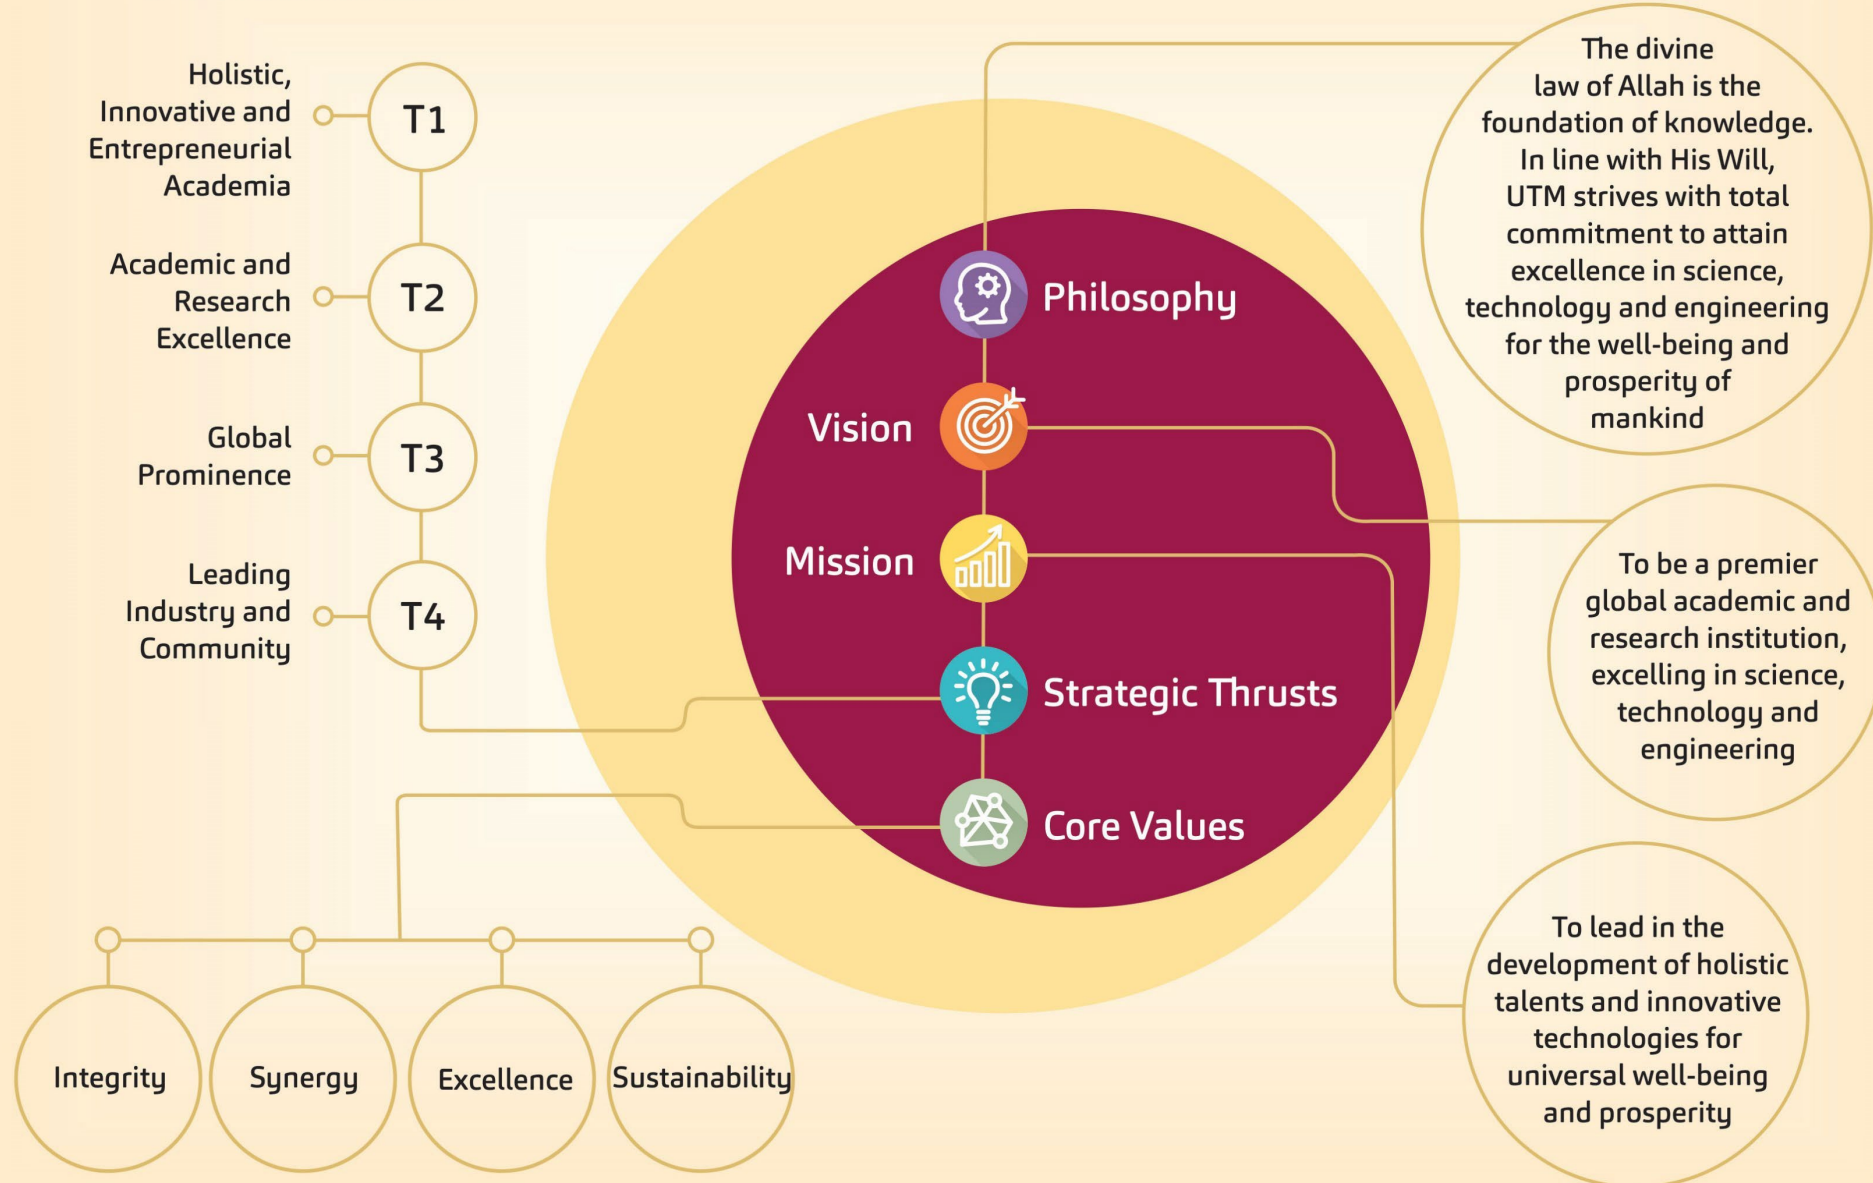 Holistic,
Innovative and
Entrepreneurial
Academia
T1
Academic and
Research
Excellence
T2
Global
Prominence
T3
Leading
Industry and
Community
T4
Philosophy
Vision
Mission
Strategic Thrusts
Core Values
The divine
law of Allah is the
foundation of knowledge.
In line with His Will,
UTM strives with total
commitment to attain
excellence in science,
technology and engineering
for the well-being and
prosperity of
mankind
To be a premier
global academic and
research institution,
excelling in science,
technology and
engineering
To lead in the
development of holistic
talents and innovative
technologies for
universal well-being
and prosperity
Integrity
Synergy
Excellence
Sustainability